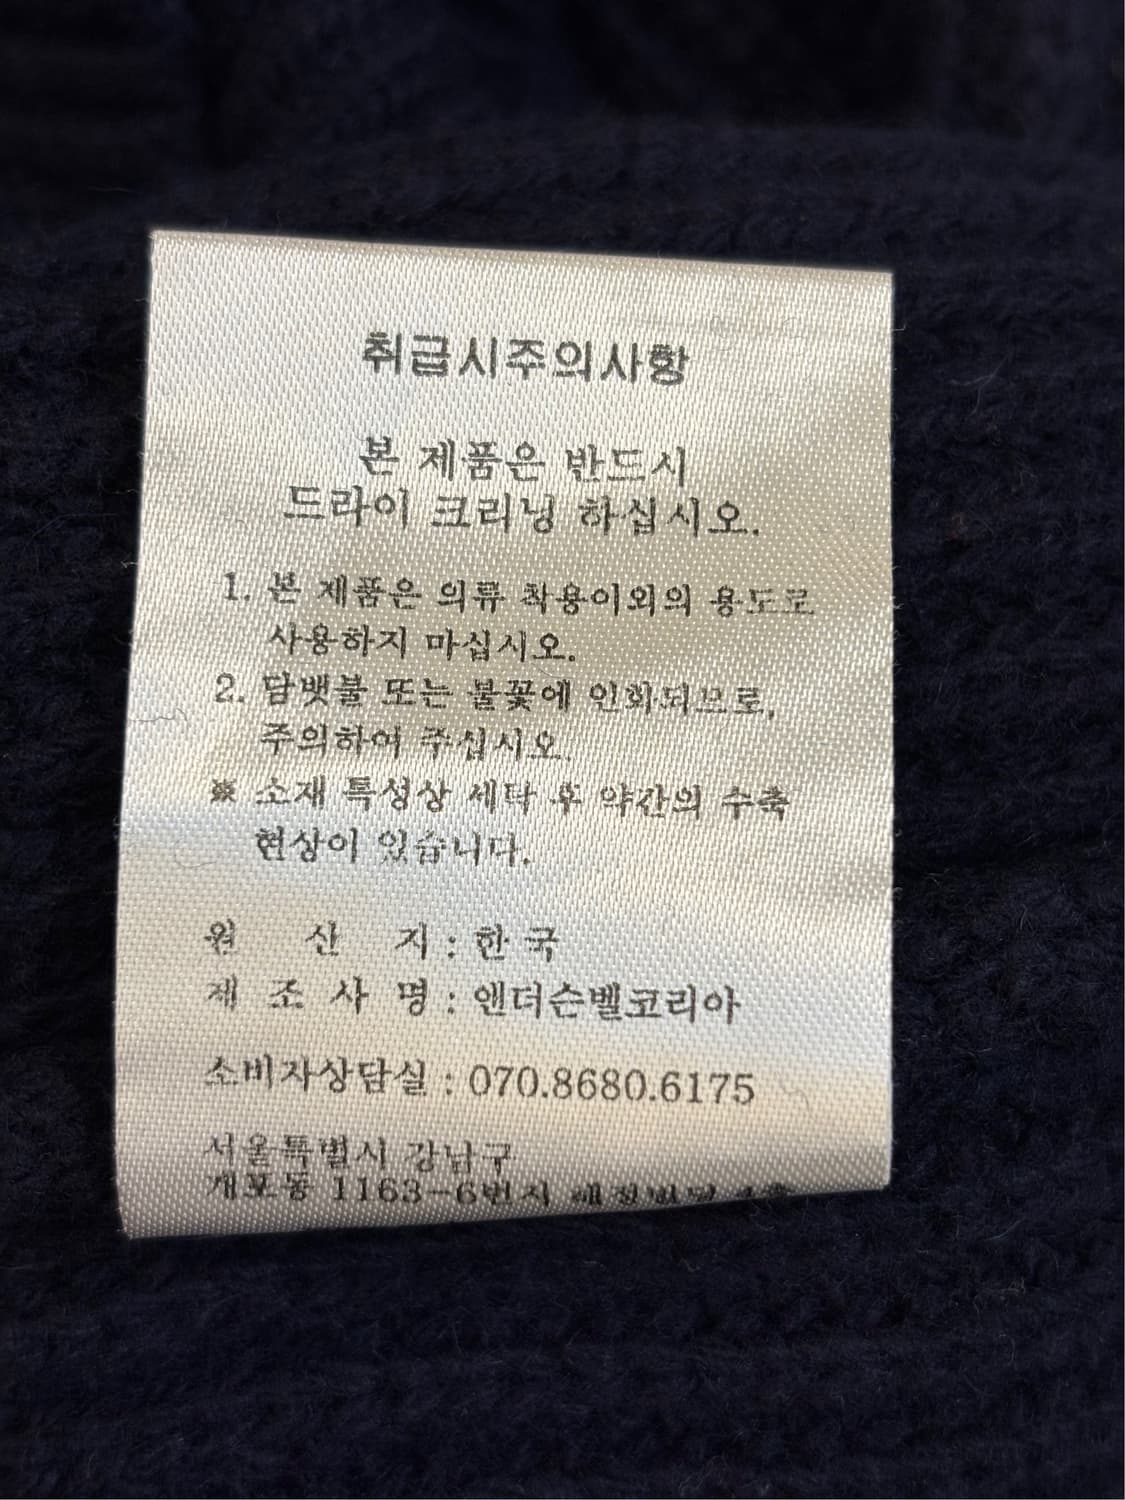 취급시주의사항
본 제품은 반드시
드라이 크리닝 하십시오.
1. 본 제품은 의류 착용이외의 용도로
사용하지 마십시오.
2. 담뱃불 또는 불꽃에 인화되므로,
주의하여 주십시오.
※ 소재 특성상 세탁 후 약간의 수축
현상이 있습니다.
원 산 지 : 한 국
제 조 사 명 : 앤더슨벨코리아
소비자상담실 : 070.8680.6175
서울특별시 강남구
개포동 1163-6번지